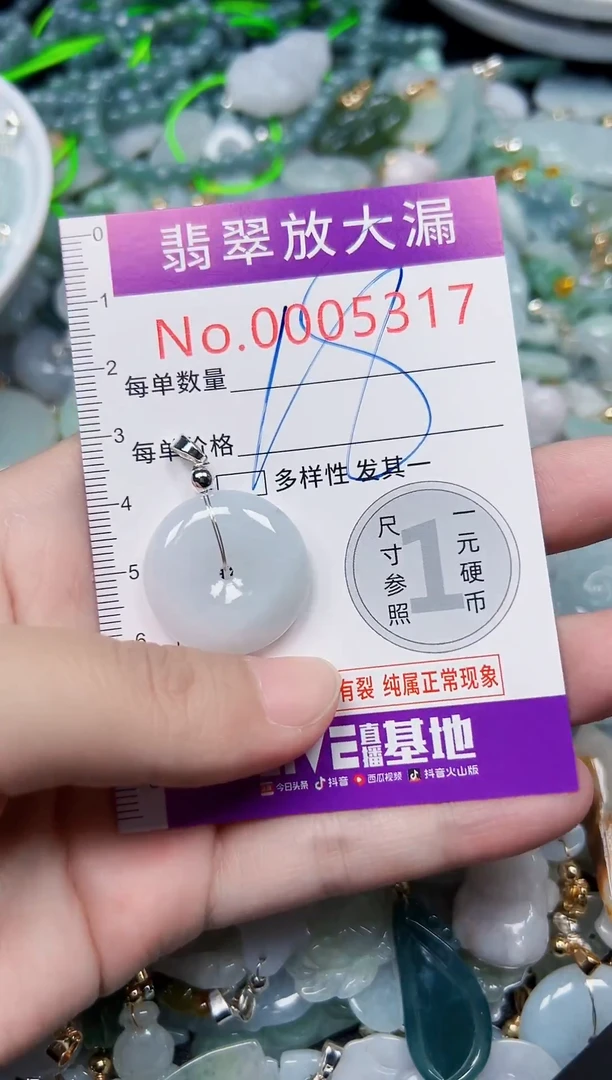 翡翠放大漏
0
1
2
3
4
5
6
No.0005317
18
每单数量
每单价格
多样性 发其一
1
尺寸参照
一元硬币
有裂 纯属正常现象
直播基地
今日头条 抖音 西瓜视频 抖音火山版